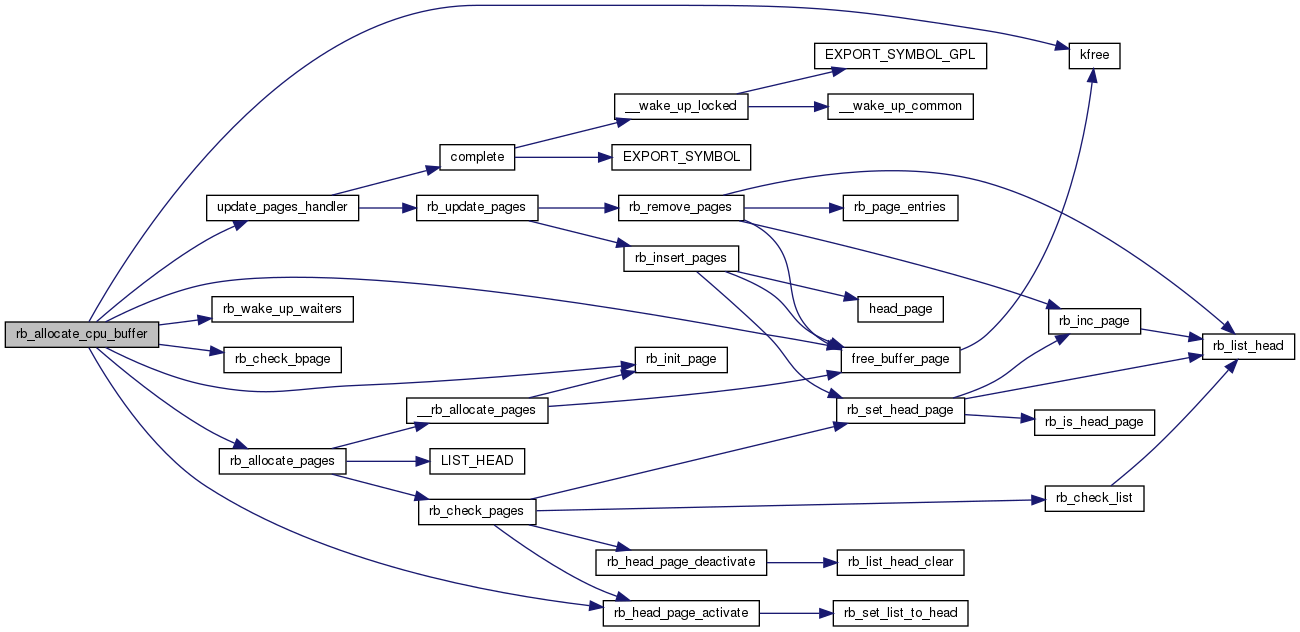 EXPORT_SYMBOL_GPL
kfree
__wake_up_locked
__wake_up_common
complete
EXPORT_SYMBOL
update_pages_handler
rb_update_pages
rb_remove_pages
rb_page_entries
rb_insert_pages
rb_wake_up_waiters
head_page
rb_inc_page
rb_allocate_cpu_buffer
rb_list_head
rb_check_bpage
rb_init_page
free_buffer_page
__rb_allocate_pages
rb_set_head_page
rb_is_head_page
rb_allocate_pages
LIST_HEAD
rb_check_pages
rb_check_list
rb_head_page_deactivate
rb_list_head_clear
rb_head_page_activate
rb_set_list_to_head